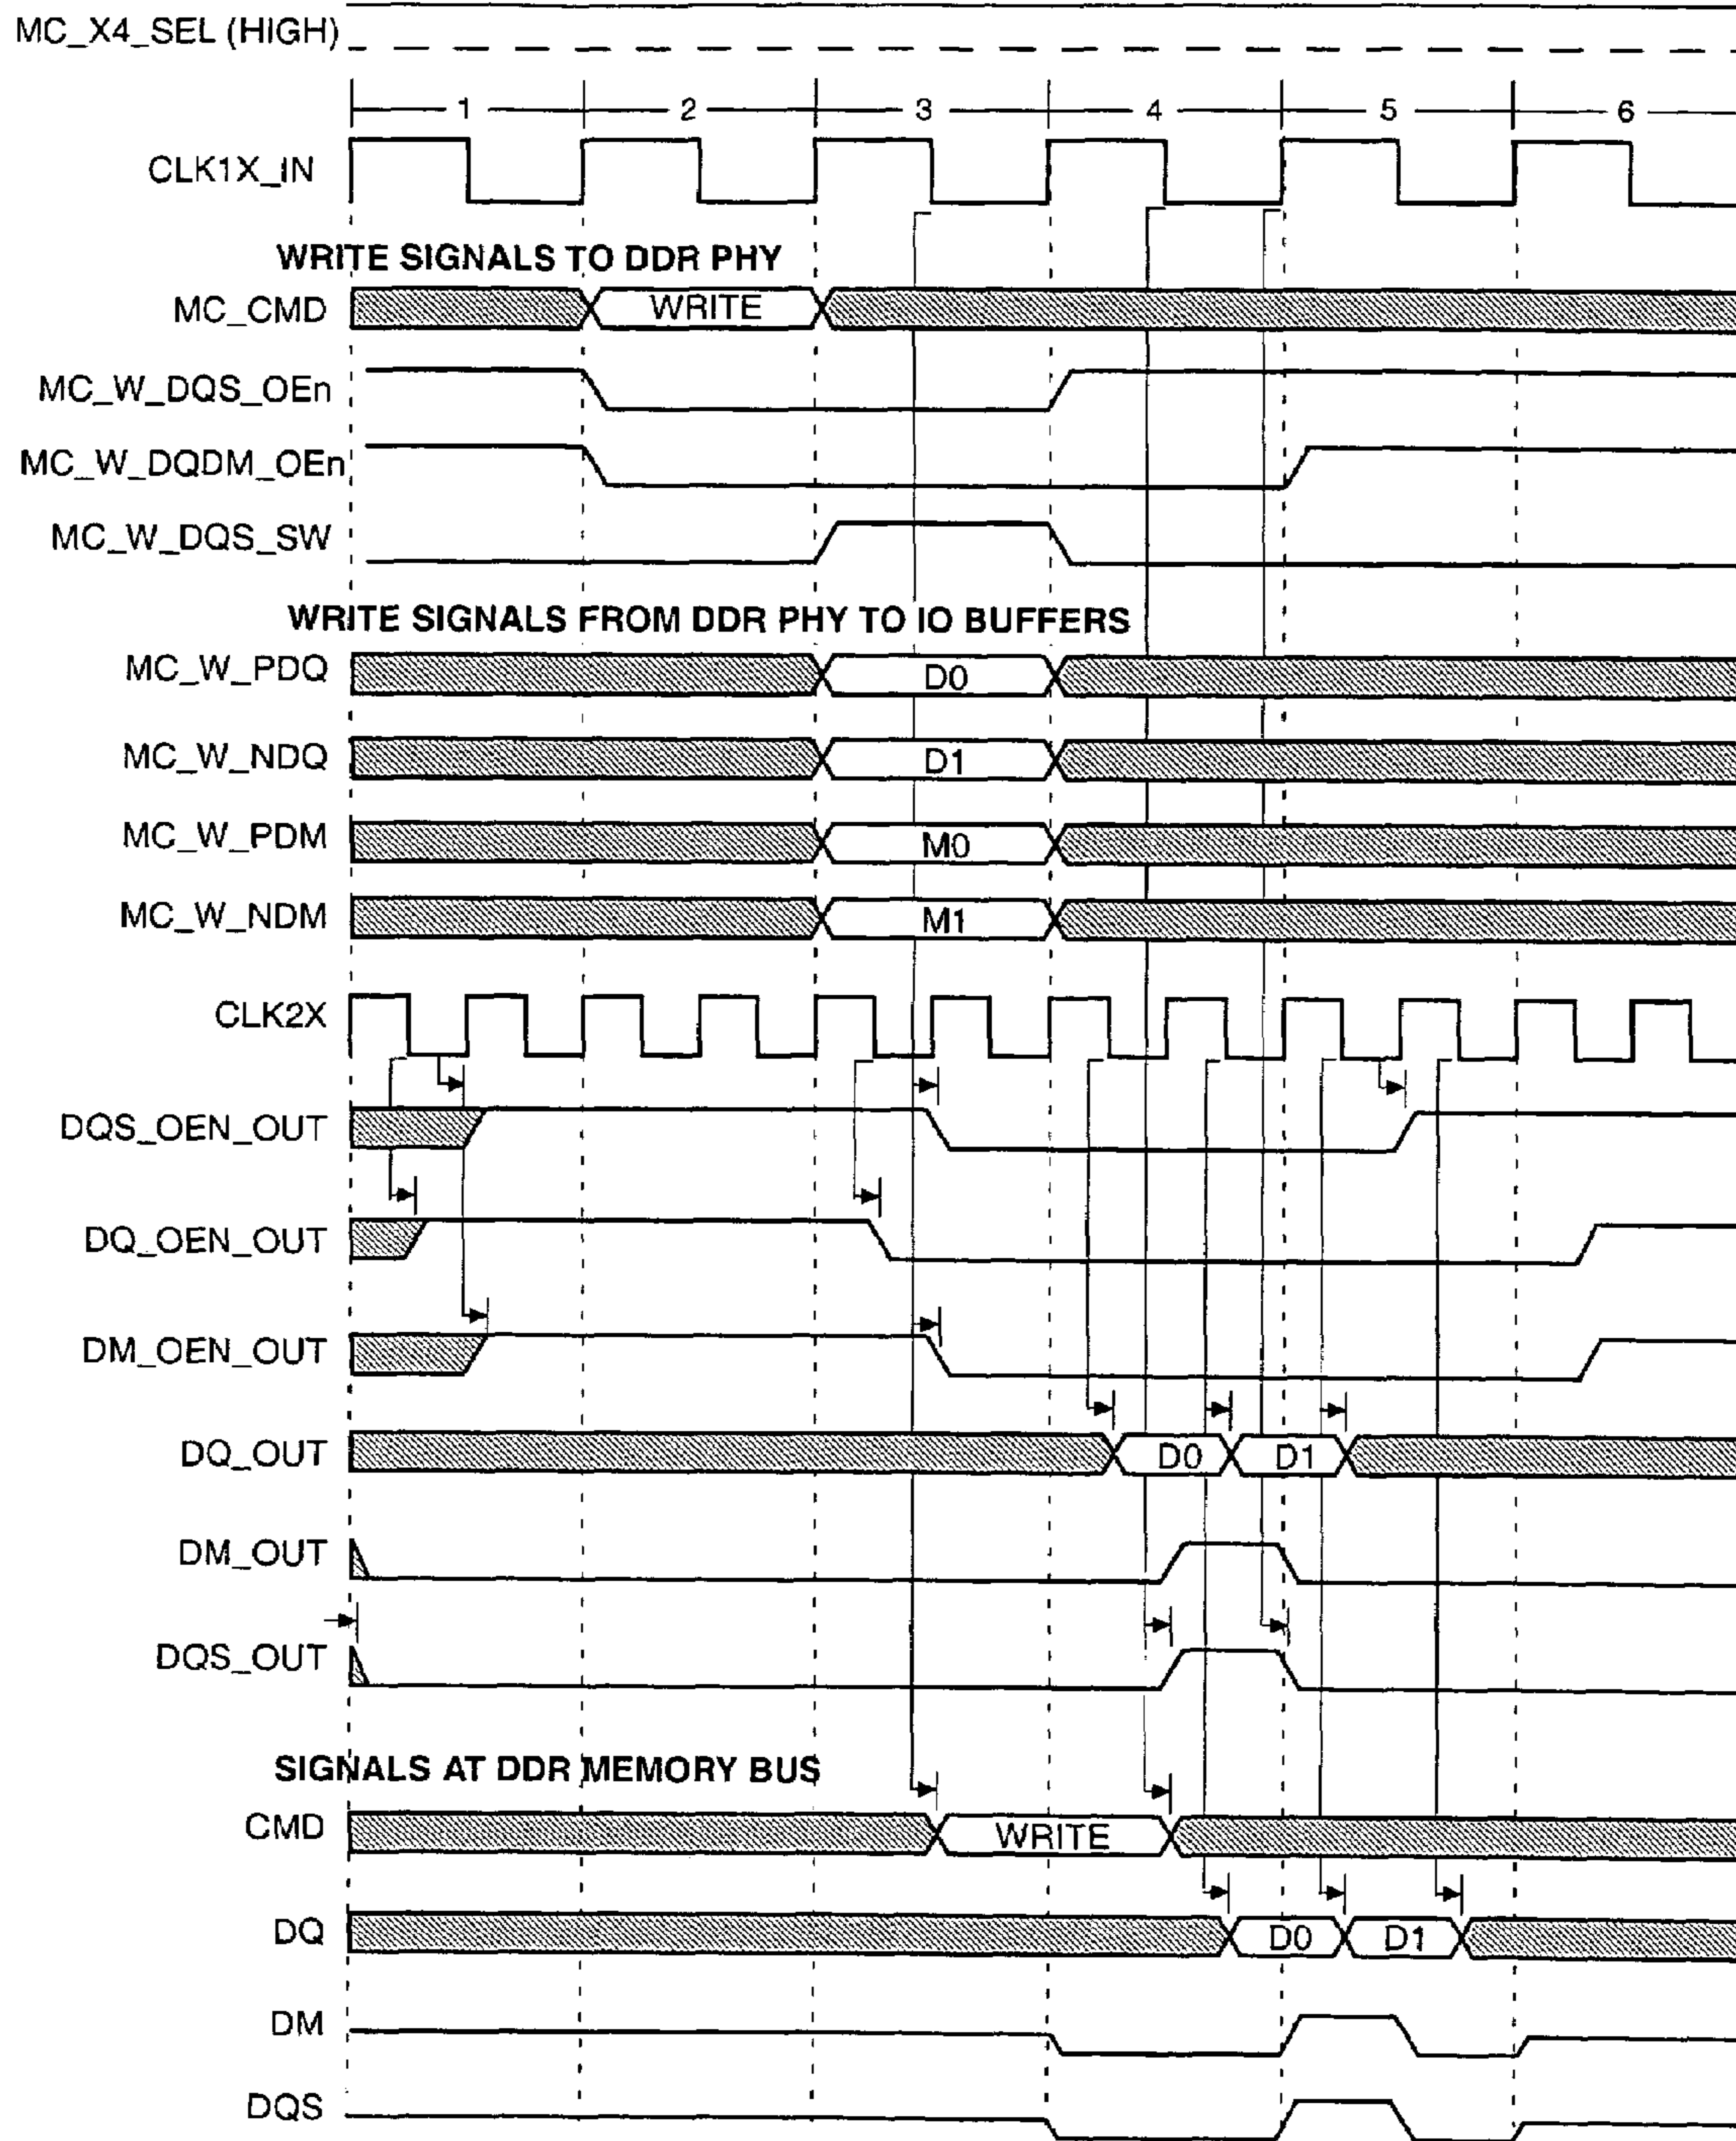 MC_X4_SEL (HIGH)
1 2 3 4 5 6
CLK1X_IN
WRITE SIGNALS TO DDR PHY
MC_CMD WRITE
MC_W_DQS_OEn
MC_W_DQDM_OEn
MC_W_DQS_SW
WRITE SIGNALS FROM DDR PHY TO IO BUFFERS
MC_W_PDQ D0
MC_W_NDQ D1
MC_W_PDM M0
MC_W_NDM M1
CLK2X
DQS_OEN_OUT
DQ_OEN_OUT
DM_OEN_OUT
DQ_OUT D0 D1
DM_OUT
DQS_OUT
SIGNALS AT DDR MEMORY BUS
CMD WRITE
DQ D0 D1
DM
DQS